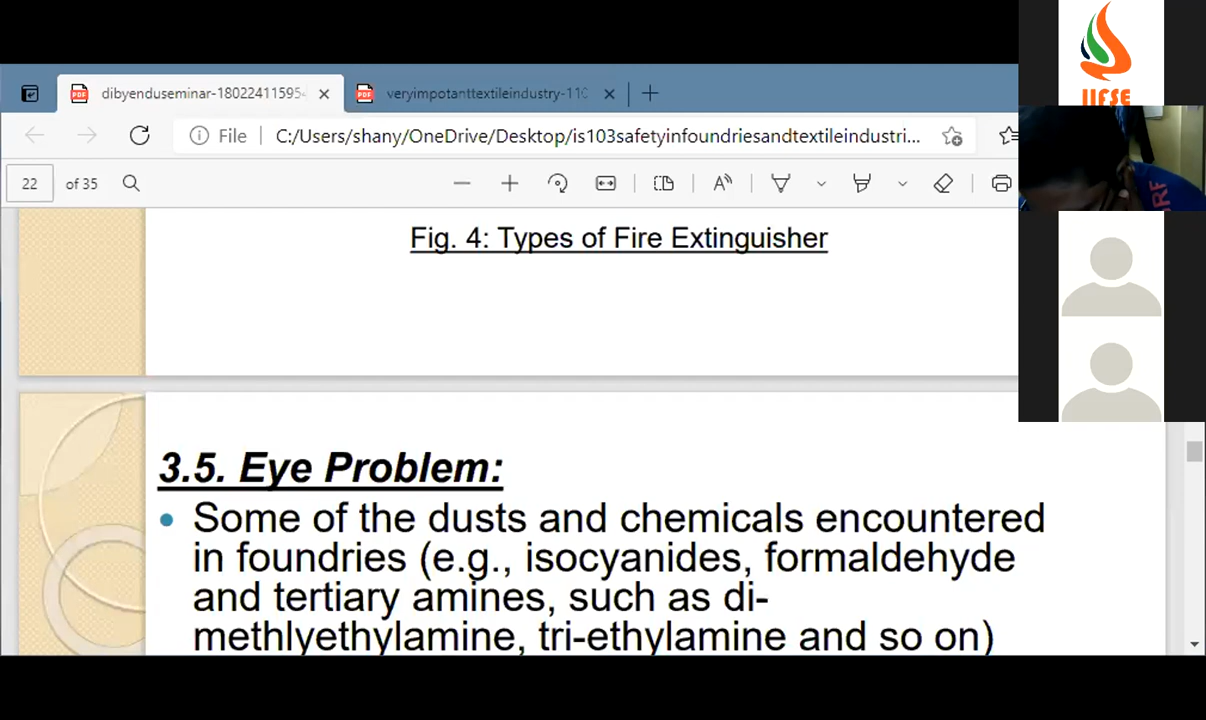 IIFSE
dibyenduseminar-18022411595
veryimpotanttextileindustry-110
File
C:/Users/shany/OneDrive/Desktop/is103safetyinfoundriesandtextileindustri...
22 of 35
Fig. 4: Types of Fire Extinguisher
3.5. Eye Problem:
• Some of the dusts and chemicals encountered
in foundries (e.g., isocyanides, formaldehyde
and tertiary amines, such as di-
methlyethylamine, tri-ethylamine and so on)